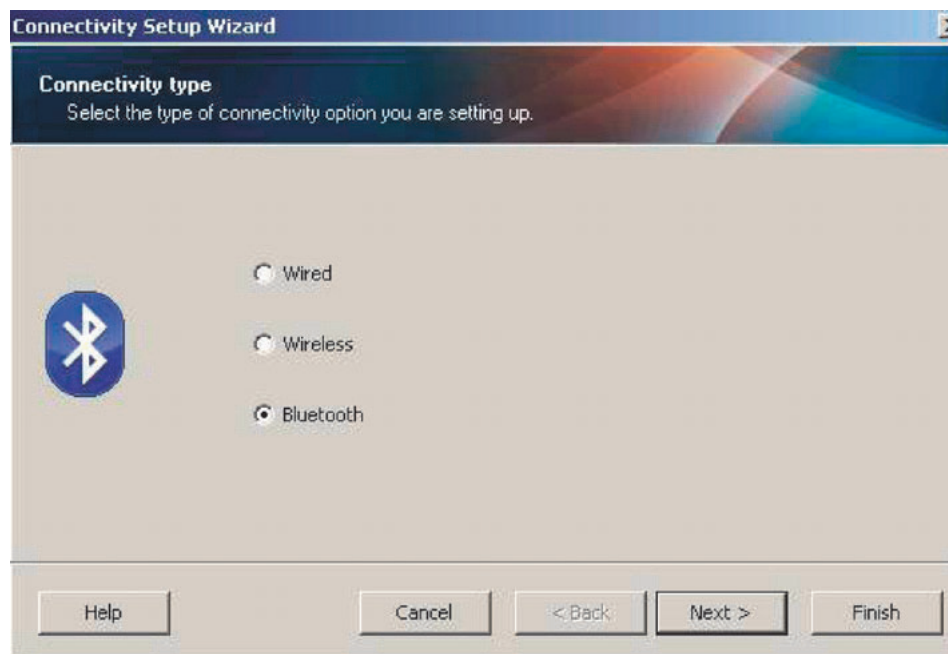 Connectivity Setup Wizard
Connectivity type
Select the type of connectivity option you are setting up.
Wired
Wireless
Bluetooth
Help Cancel < Back Next > Finish